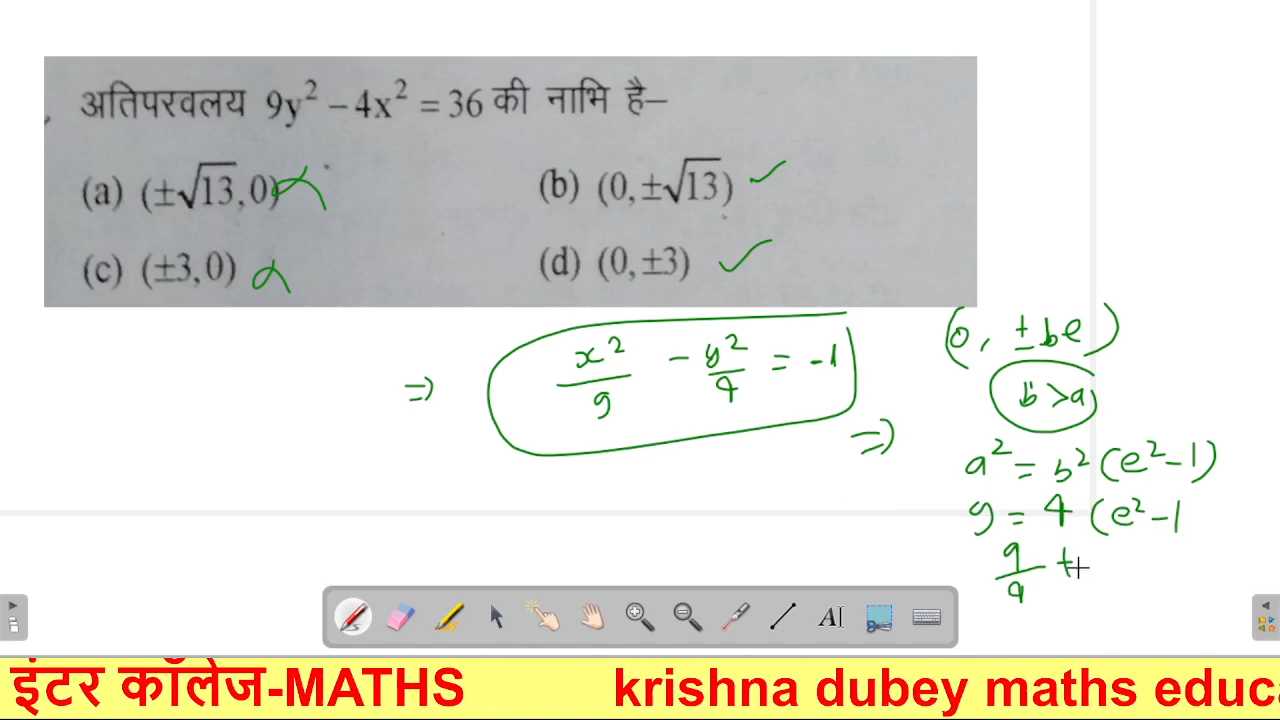 अतिपरवलय 9y² – 4x² = 36 की नाभि है–
(a) (±√13, 0)
(b) (0, ±√13)
(c) (±3, 0)
(d) (0, ±3)
⇒ x²/9 - y²/4 = -1
(0, ±be)
b > a
⇒ a² = b² (e² - 1)
9 = 4 (e² - 1
9/4 +
AI
इंटर कॉलेज-MATHS krishna dubey maths educa